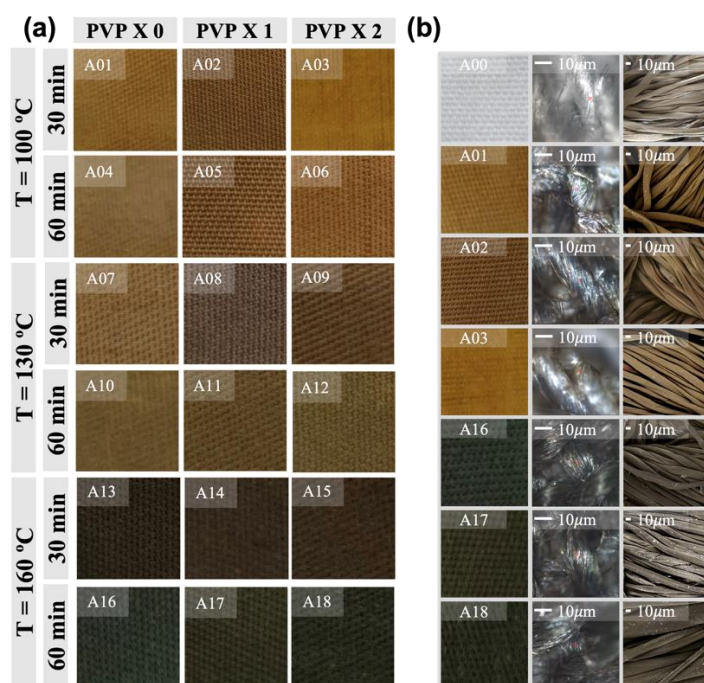 (a)
PVP X 0 PVP X 1 PVP X 2
T = 100 ºC
30 min
A01 A02 A03
60 min
A04 A05 A06
T = 130 ºC
30 min
A07 A08 A09
60 min
A10 A11 A12
T = 160 ºC
30 min
A13 A14 A15
60 min
A16 A17 A18
(b)
A00 10µm 10µm
A01 10µm 10µm
A02 10µm 10µm
A03 10µm 10µm
A16 10µm 10µm
A17 10µm 10µm
A18 10µm 10µm